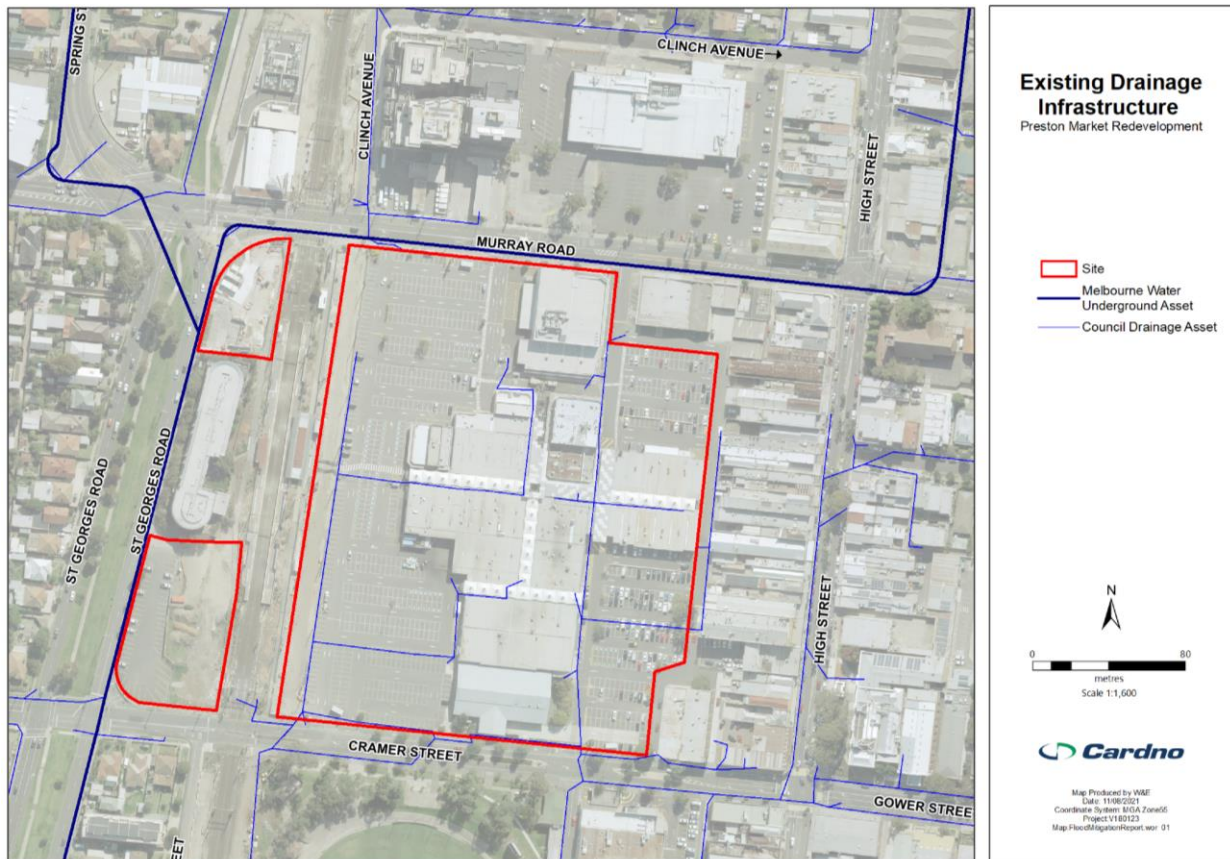 SPRING ST
CLINCH AVENUE
CLINCH AVENUE
HIGH STREET
MURRAY ROAD
ST GEORGES ROAD
ST GEORGES ROAD
HIGH STREET
CRAMER STREET
GOWER STREE
REET
Existing Drainage
Infrastructure
Preston Market Redevelopment
Site
Melbourne Water
Underground Asset
Council Drainage Asset
N
0 80
metres
Scale 1:1,600
Cardno
Map Produced by W&E
Date: 11/08/2021
Coordinate System: MGA Zone55
Project:V180123
Map:FloodMitigationReport.wor 01